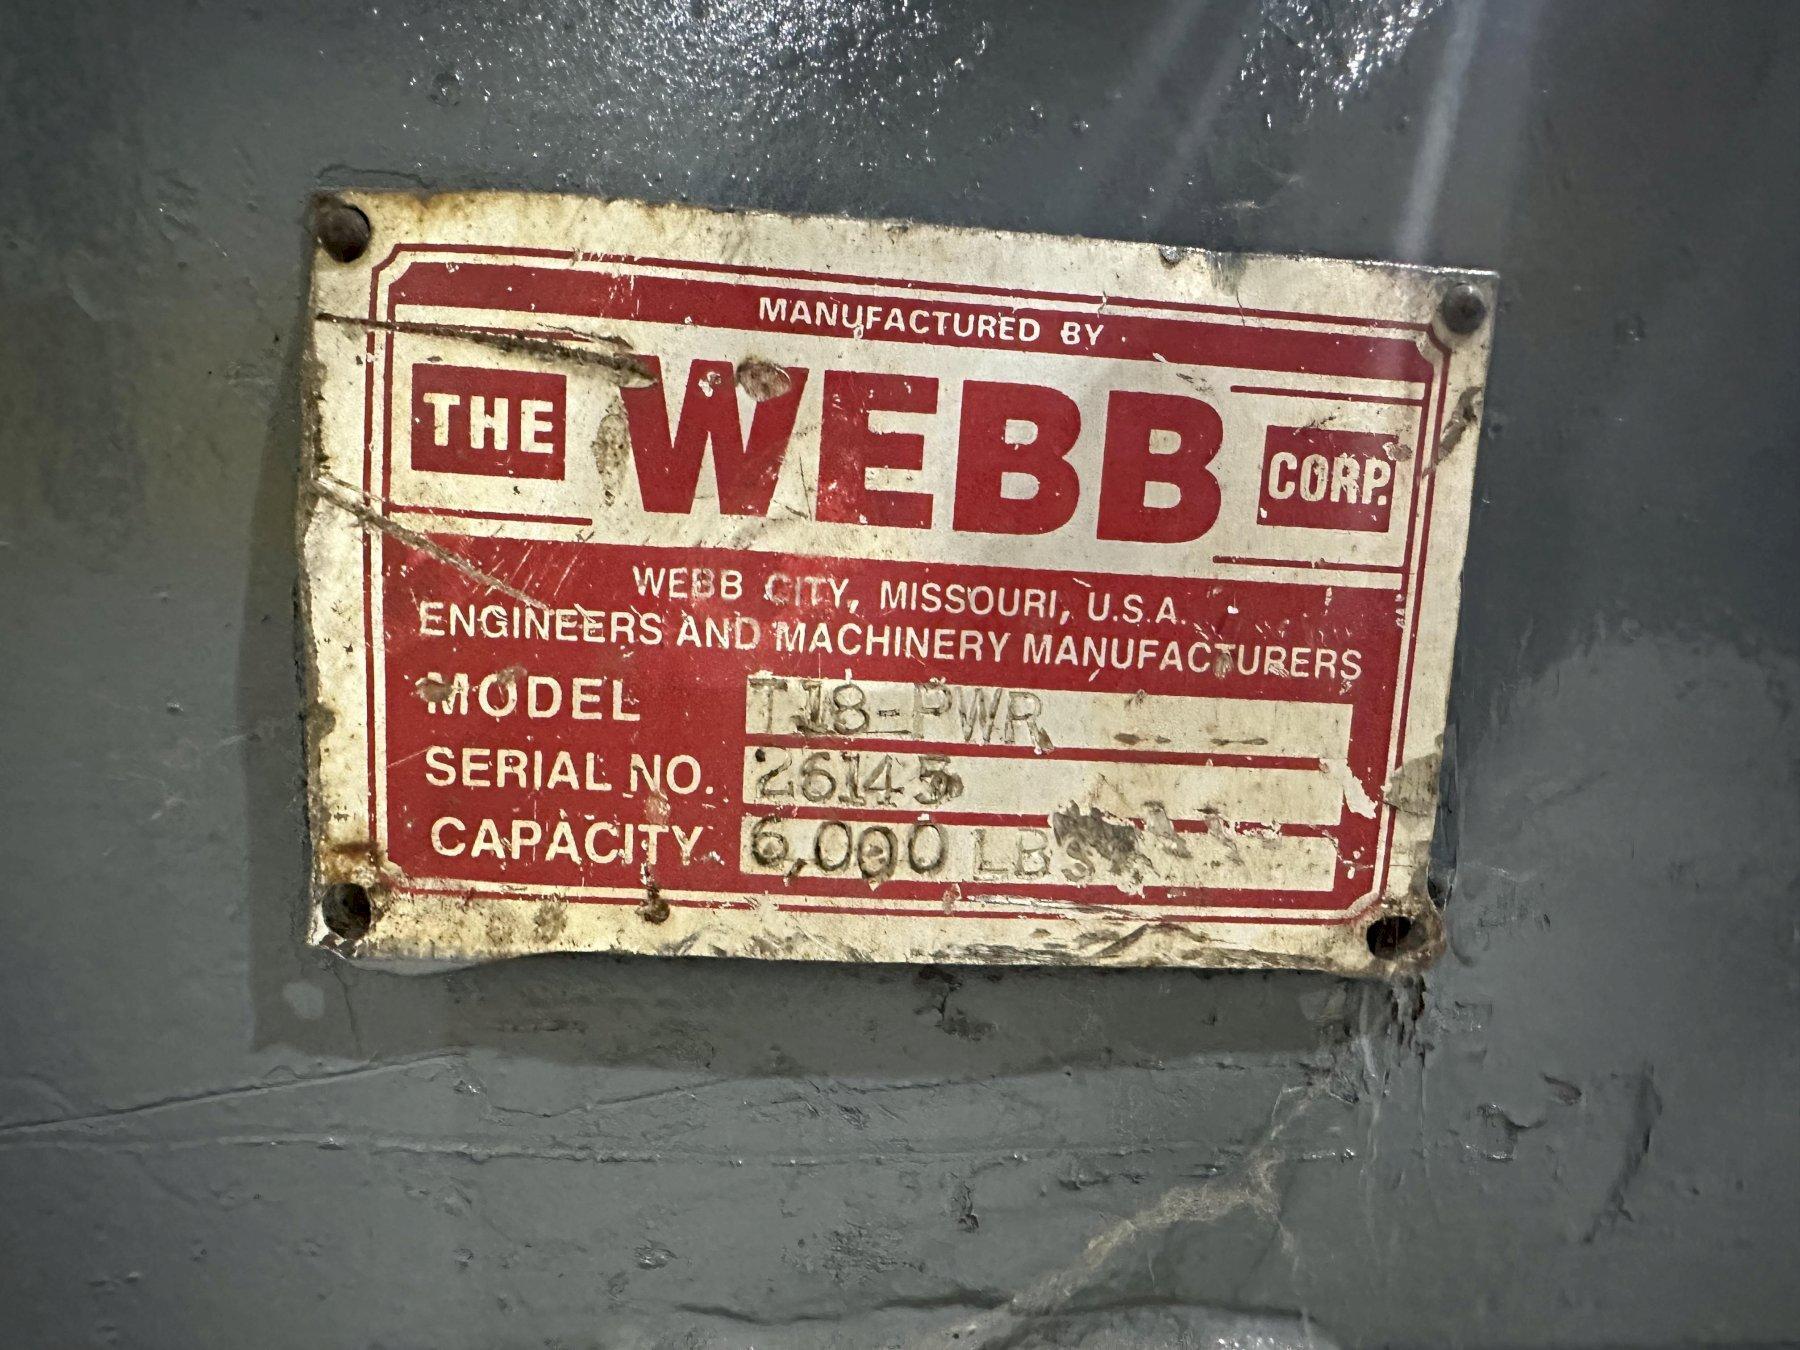 MANUFACTURED BY
THE WEBB CORP.
WEBB CITY, MISSOURI, U.S.A.
ENGINEERS AND MACHINERY MANUFACTURERS
MODEL TJ8-PWR
SERIAL NO. 26145
CAPACITY 6,000 LBS